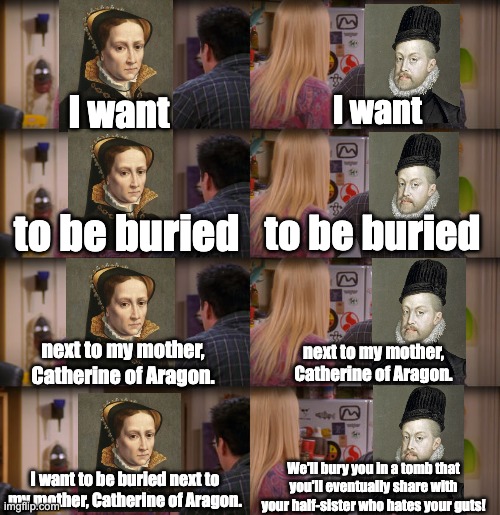 I want
I want
to be buried
to be buried
next to my mother,
Catherine of Aragon.
next to my mother,
Catherine of Aragon.
I want to be buried next to
my mother, Catherine of Aragon.
We'll bury you in a tomb that
you'll eventually share with
your half-sister who hates your guts!
imgflip.com